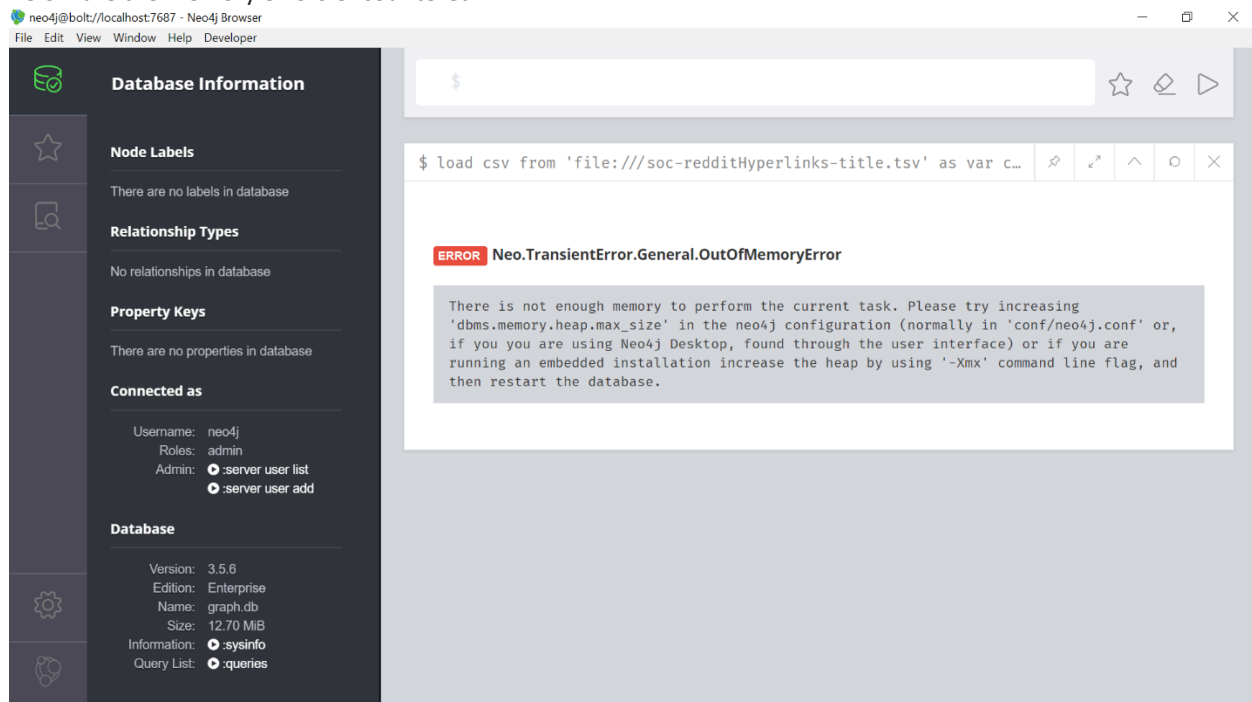 neo4j@bolt://localhost:7687 - Neo4j Browser
File Edit View Window Help Developer
Database Information
Node Labels
There are no labels in database
Relationship Types
No relationships in database
Property Keys
There are no properties in database
Connected as
Username: neo4j
Roles: admin
Admin: :server user list
:server user add
Database
Version: 3.5.6
Edition: Enterprise
Name: graph.db
Size: 12.70 MiB
Information: :sysinfo
Query List: :queries
$
$ load csv from 'file:///soc-redditHyperlinks-title.tsv' as var c…
ERROR Neo.TransientError.General.OutOfMemoryError
There is not enough memory to perform the current task. Please try increasing
'dbms.memory.heap.max_size' in the neo4j configuration (normally in 'conf/neo4j.conf' or,
if you you are using Neo4j Desktop, found through the user interface) or if you are
running an embedded installation increase the heap by using '-Xmx' command line flag, and
then restart the database.